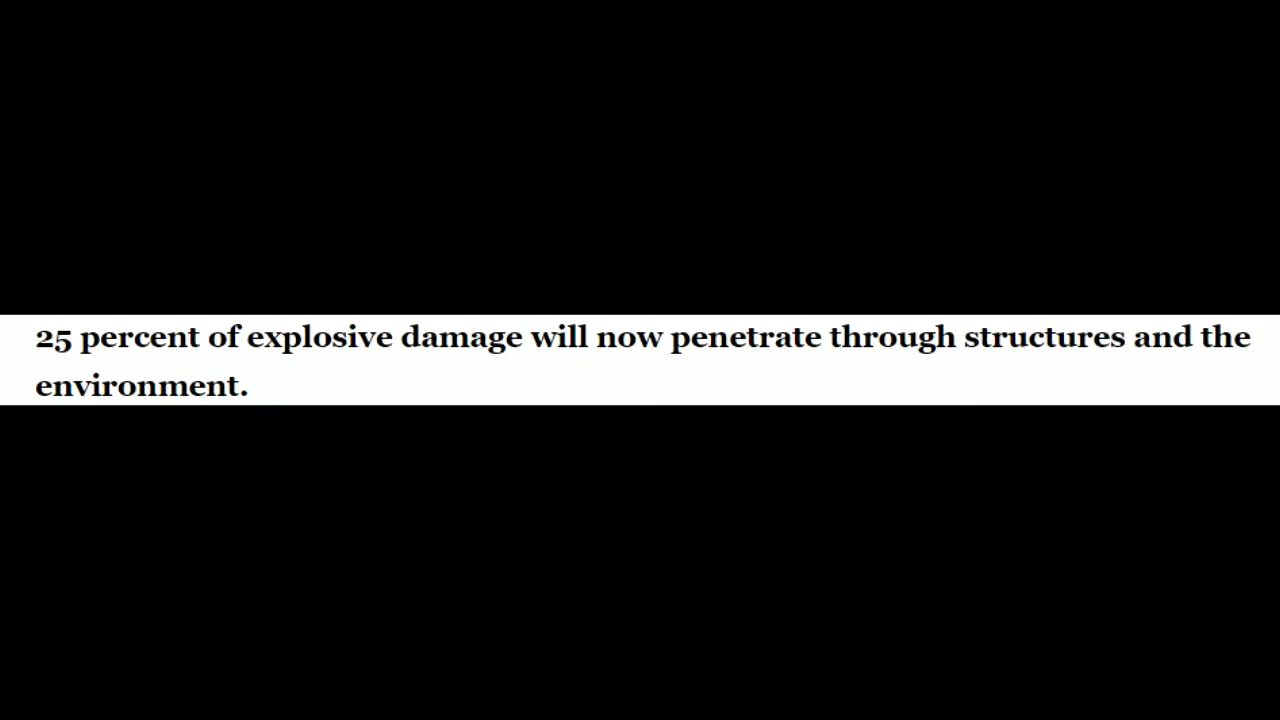 25 percent of explosive damage will now penetrate through structures and the
environment.